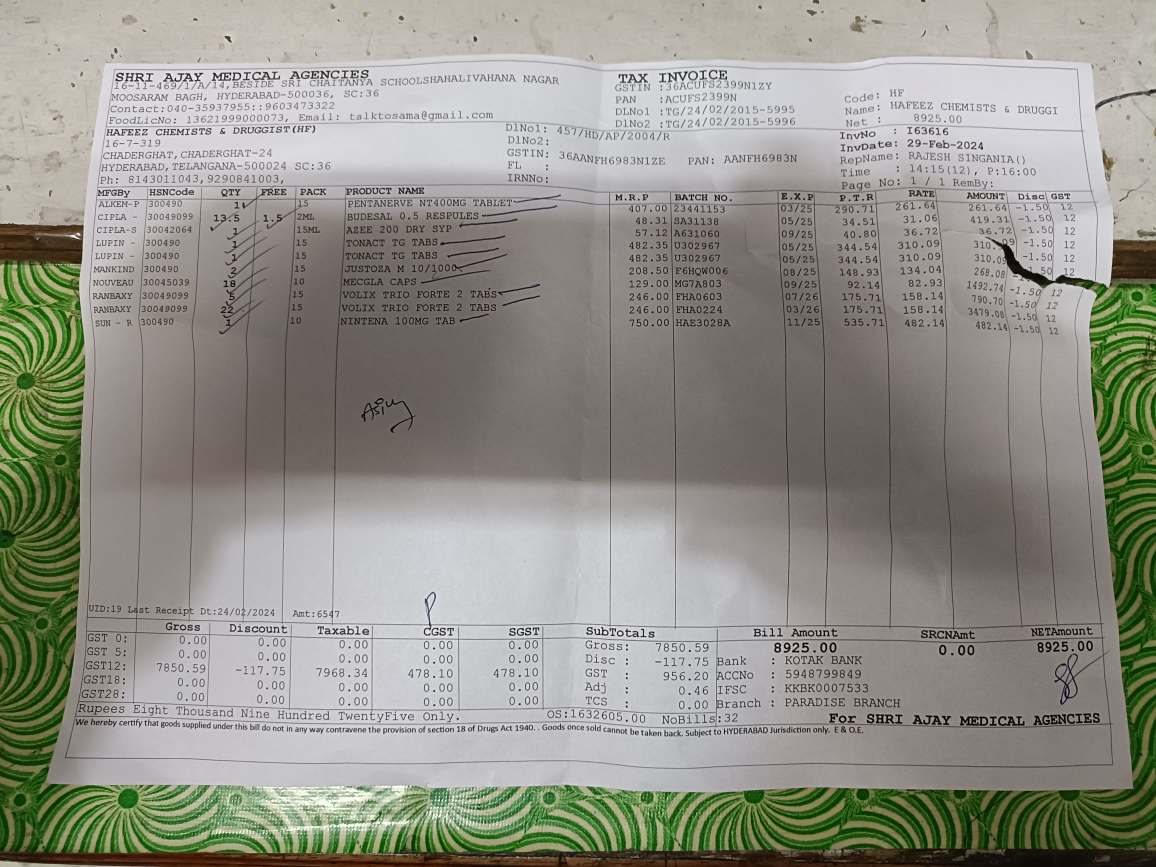 SHRI AJAY MEDICAL AGENCIES
16-11-469/1/A/14,BESIDE SRI CHAITANYA SCHOOLSHAHALIVAHANA NAGAR
MOOSARAM BAGH, HYDERABAD-500036, SC:36
Contact:040-35937955::9603473322
FoodLicNo: 13621999000073, Email: talktosama@gmail.com
TAX INVOICE
GSTIN :36ACUFS2399N1ZY
PAN :ACUFS2399N
DLNo1 :TG/24/02/2015-5995
DLNo2 :TG/24/02/2015-5996
Code: HF
Name: HAFEEZ CHEMISTS & DRUGGI
Net : 8925.00
HAFEEZ CHEMISTS & DRUGGIST(HF)
16-7-319
CHADERGHAT,CHADERGHAT-24
HYDERABAD,TELANGANA-500024 SC:36
Ph: 8143011043,9290841003,
DlNo1: 457/HD/AP/2004/R
DlNo2:
GSTIN: 36AANFH6983N1ZE PAN: AANFH6983N
FL :
IRNNo:
InvNo : I63616
InvDate: 29-Feb-2024
RepName: RAJESH SINGANIA()
Time : 14:15(12), P:16:00
Page No: 1 / 1 RemBy:
MFGBy HSNCode QTY FREE PACK PRODUCT NAME M.R.P BATCH NO. E.X.P P.T.R RATE AMOUNT Disc GST
ALKEM-P 300490 1 15 PENTANERVE NT400MG TABLET 407.00 23441153 03/25 290.71 261.64 261.64 -1.50 12
CIPLA - 30049099 13.5 1.5 2ML BUDESAL 0.5 RESPULES 48.31 SA31138 05/25 34.51 31.06 419.31 -1.50 12
CIPLA-S 30042064 1 15ML AZEE 200 DRY SYP 57.12 A631060 09/25 40.80 36.72 36.72 -1.50 12
LUPIN - 300490 1 15 TONACT TG TABS 482.35 U302967 05/25 344.54 310.09 310.09 -1.50 12
LUPIN - 300490 1 15 TONACT TG TABS 482.35 U302967 05/25 344.54 310.09 310.09 -1.50 12
MANKIND 300490 2 15 JUSTOZA M 10/1000 208.50 F6HQW006 08/25 148.93 134.04 268.08 12
NOUVEAU 30045039 18 10 MECGLA CAPS 129.00 MG7A803 09/25 92.14 82.93 1492.74 -1.50 12
RANBAXY 30049099 5 15 VOLIX TRIO FORTE 2 TABS 246.00 FHA0603 07/26 175.71 158.14 790.70 -1.50 12
RANBAXY 30049099 22 15 VOLIX TRIO FORTE 2 TABS 246.00 FHA0224 03/26 175.71 158.14 3479.08 -1.50 12
SUN - R 300490 1 10 NINTENA 100MG TAB 750.00 HAE3028A 11/25 535.71 482.14 482.14 -1.50 12
UID:19 Last Receipt Dt:24/02/2024 Amt:6547
Gross Discount Taxable CGST SGST
GST 0: 0.00 0.00 0.00 0.00 0.00
GST 5: 0.00 0.00 0.00 0.00 0.00
GST12: 7850.59 -117.75 7968.34 478.10 478.10
GST18: 0.00 0.00 0.00 0.00 0.00
GST28: 0.00 0.00 0.00 0.00 0.00
SubTotals
Gross: 7850.59
Disc : -117.75
GST : 956.20
Adj : 0.46
TCS : 0.00
Bill Amount SRCNAmt NETAmount
8925.00 0.00 8925.00
Bank : KOTAK BANK
ACCNo : 5948799849
IFSC : KKBK0007533
Branch : PARADISE BRANCH
Rupees Eight Thousand Nine Hundred TwentyFive Only.
OS:1632605.00 NoBills:32
For SHRI AJAY MEDICAL AGENCIES
We hereby certify that goods supplied under this bill do not in any way contravene the provision of section 18 of Drugs Act 1940. . Goods once sold cannot be taken back. Subject to HYDERABAD Jurisdiction only. E & O.E.